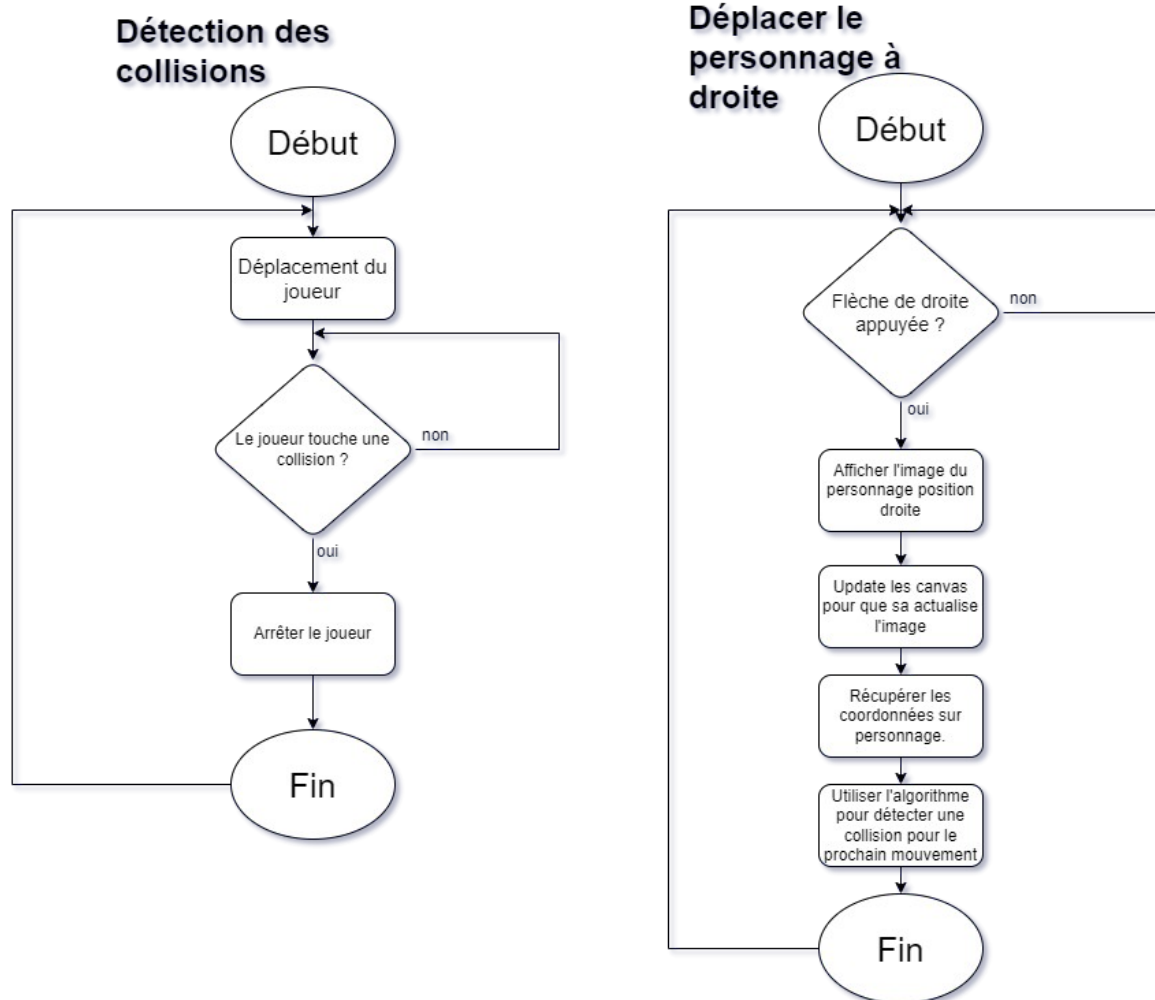 Détection des
collisions
Début
Déplacement du
joueur
Le joueur touche une
collision ?
non
oui
Arrêter le joueur
Fin
Déplacer le
personnage à
droite
Début
Flèche de droite
appuyée ?
non
oui
Afficher l'image du
personnage position
droite
Update les canvas
pour que sa actualise
l'image
Récupérer les
coordonnées sur
personnage.
Utiliser l'algorithme
pour détecter une
collision pour le
prochain mouvement
Fin